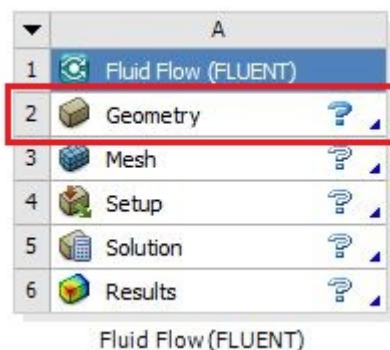 A
1 Fluid Flow (FLUENT)
2 Geometry ?
3 Mesh ?
4 Setup ?
5 Solution ?
6 Results ?
Fluid Flow (FLUENT)